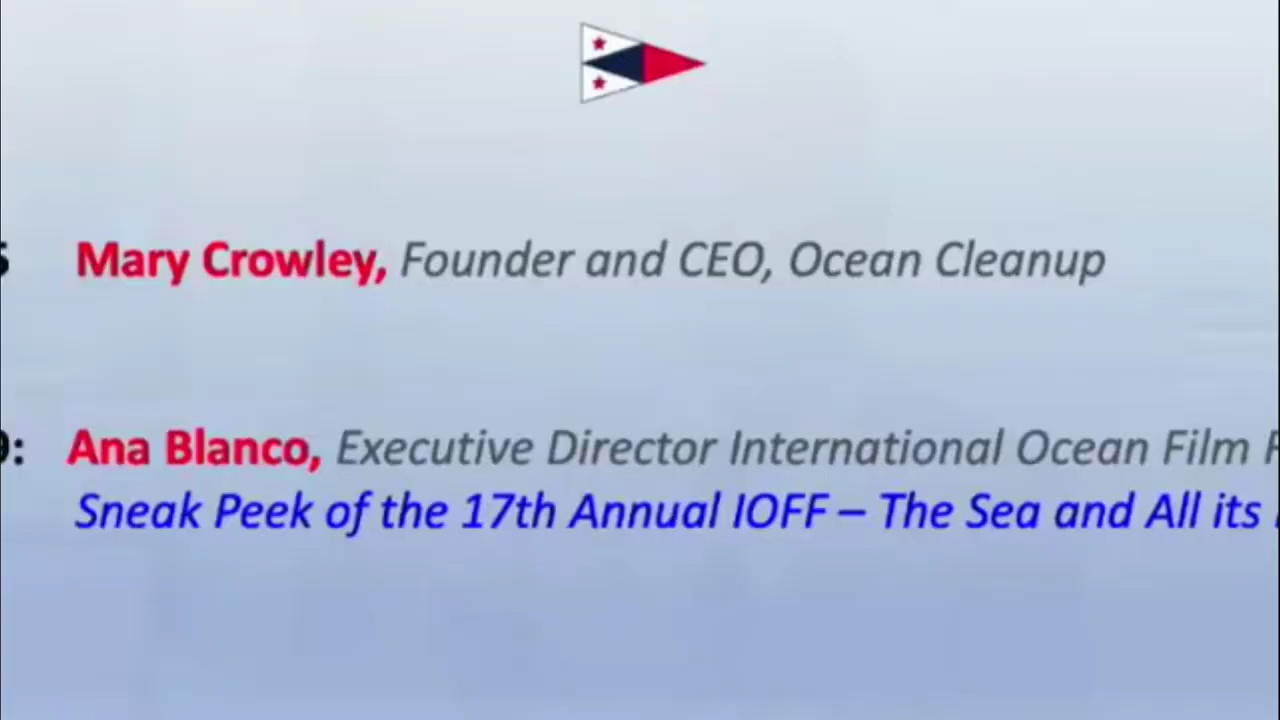 Mary Crowley, Founder and CEO, Ocean Cleanup
Ana Blanco, Executive Director International Ocean Film
Sneak Peek of the 17th Annual IOFF – The Sea and All its